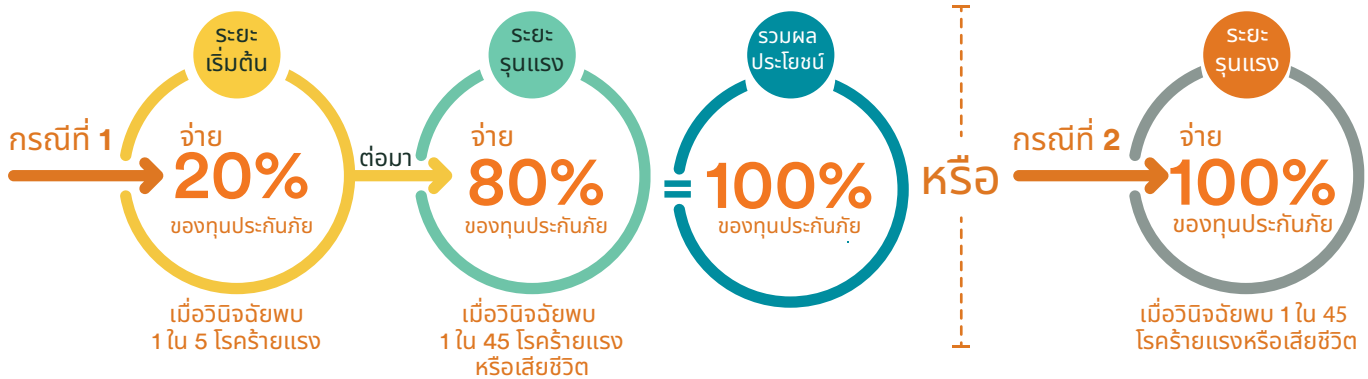 กรณีที่ 1
ระยะ
เริ่มต้น
จ่าย
20%
ของทุนประกันภัย
เมื่อวินิจฉัยพบ
1 ใน 5 โรคร้ายแรง
ต่อมา
ระยะ
รุนแรง
จ่าย
80%
ของทุนประกันภัย
เมื่อวินิจฉัยพบ
1 ใน 45 โรคร้ายแรง
หรือเสียชีวิต
=
รวมผล
ประโยชน์
100%
ของทุนประกันภัย
หรือ
กรณีที่ 2
ระยะ
รุนแรง
จ่าย
100%
ของทุนประกันภัย
เมื่อวินิจฉัยพบ 1 ใน 45
โรคร้ายแรงหรือเสียชีวิต